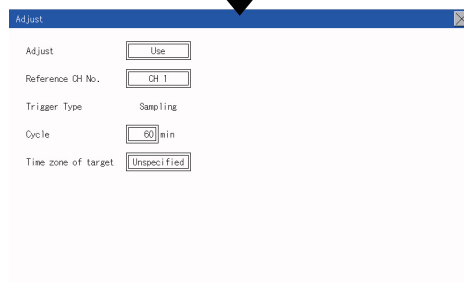 Adjust
Adjust Use
Reference CH No. CH 1
Trigger Type Sampling
Cycle 60 min
Time zone of target Unspecified